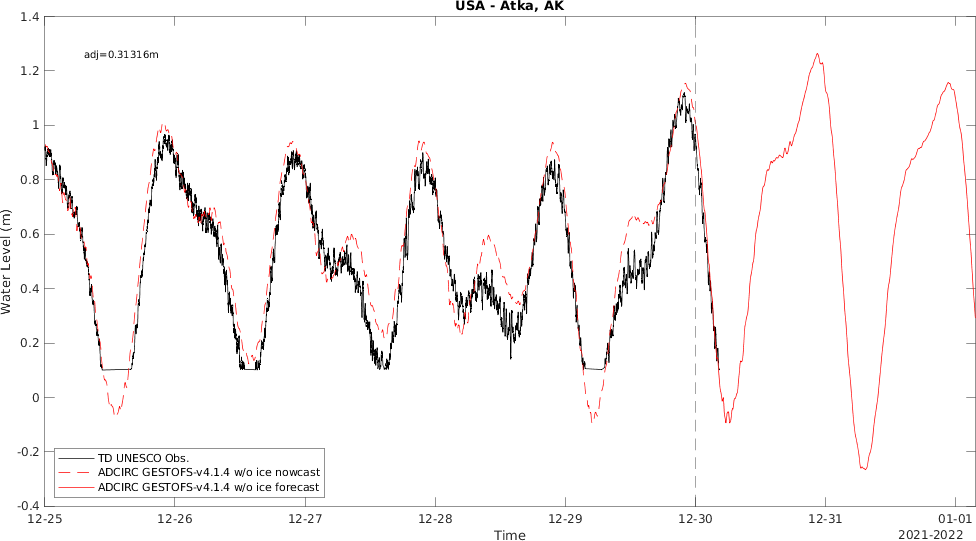 USA - Atka, AK
adj=0.31316m
1.4
1.2
1
0.8
0.6
0.4
0.2
0
-0.2
-0.4
Water Level (m)
TD UNESCO Obs.
ADCIRC GESTOFS-v4.1.4 w/o ice nowcast
ADCIRC GESTOFS-v4.1.4 w/o ice forecast
12-25 12-26 12-27 12-28 12-29 12-30 12-31 01-01
Time
2021-2022